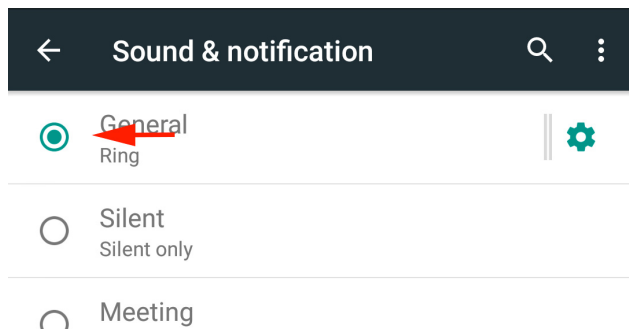 Sound & notification
General
Ring
Silent
Silent only
Meeting